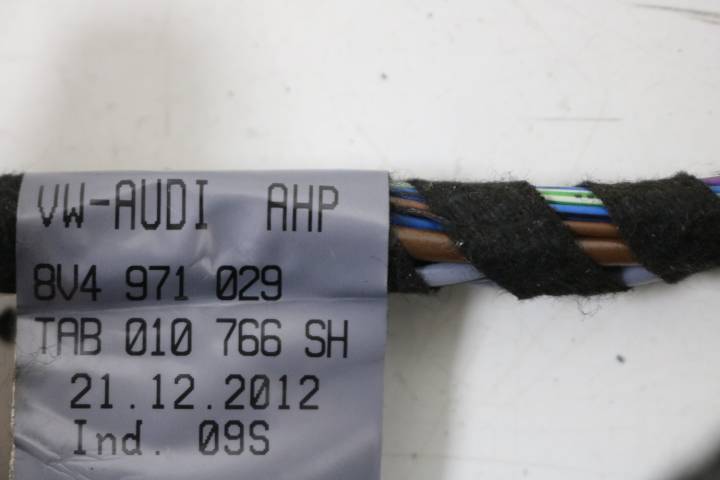 VW-AUDI AHP
8V4 971 029
TAB 010 766 SH
21.12.2012
Ind. 09S